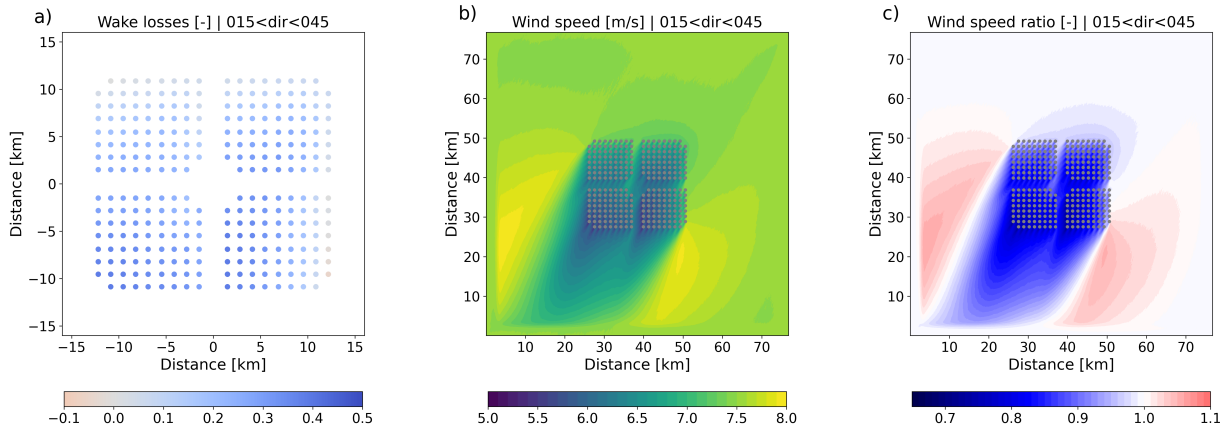 a) Wake losses [-] | 015<dir<045
15
10
5
0
−5
−10
−15
Distance [km]
−15 −10 −5 0 5 10 15
Distance [km]
−0.1 0.0 0.1 0.2 0.3 0.4 0.5
b) Wind speed [m/s] | 015<dir<045
70
60
50
40
30
20
10
Distance [km]
10 20 30 40 50 60 70
Distance [km]
5.0 5.5 6.0 6.5 7.0 7.5 8.0
c) Wind speed ratio [-] | 015<dir<045
70
60
50
40
30
20
10
Distance [km]
10 20 30 40 50 60 70
Distance [km]
0.7 0.8 0.9 1.0 1.1